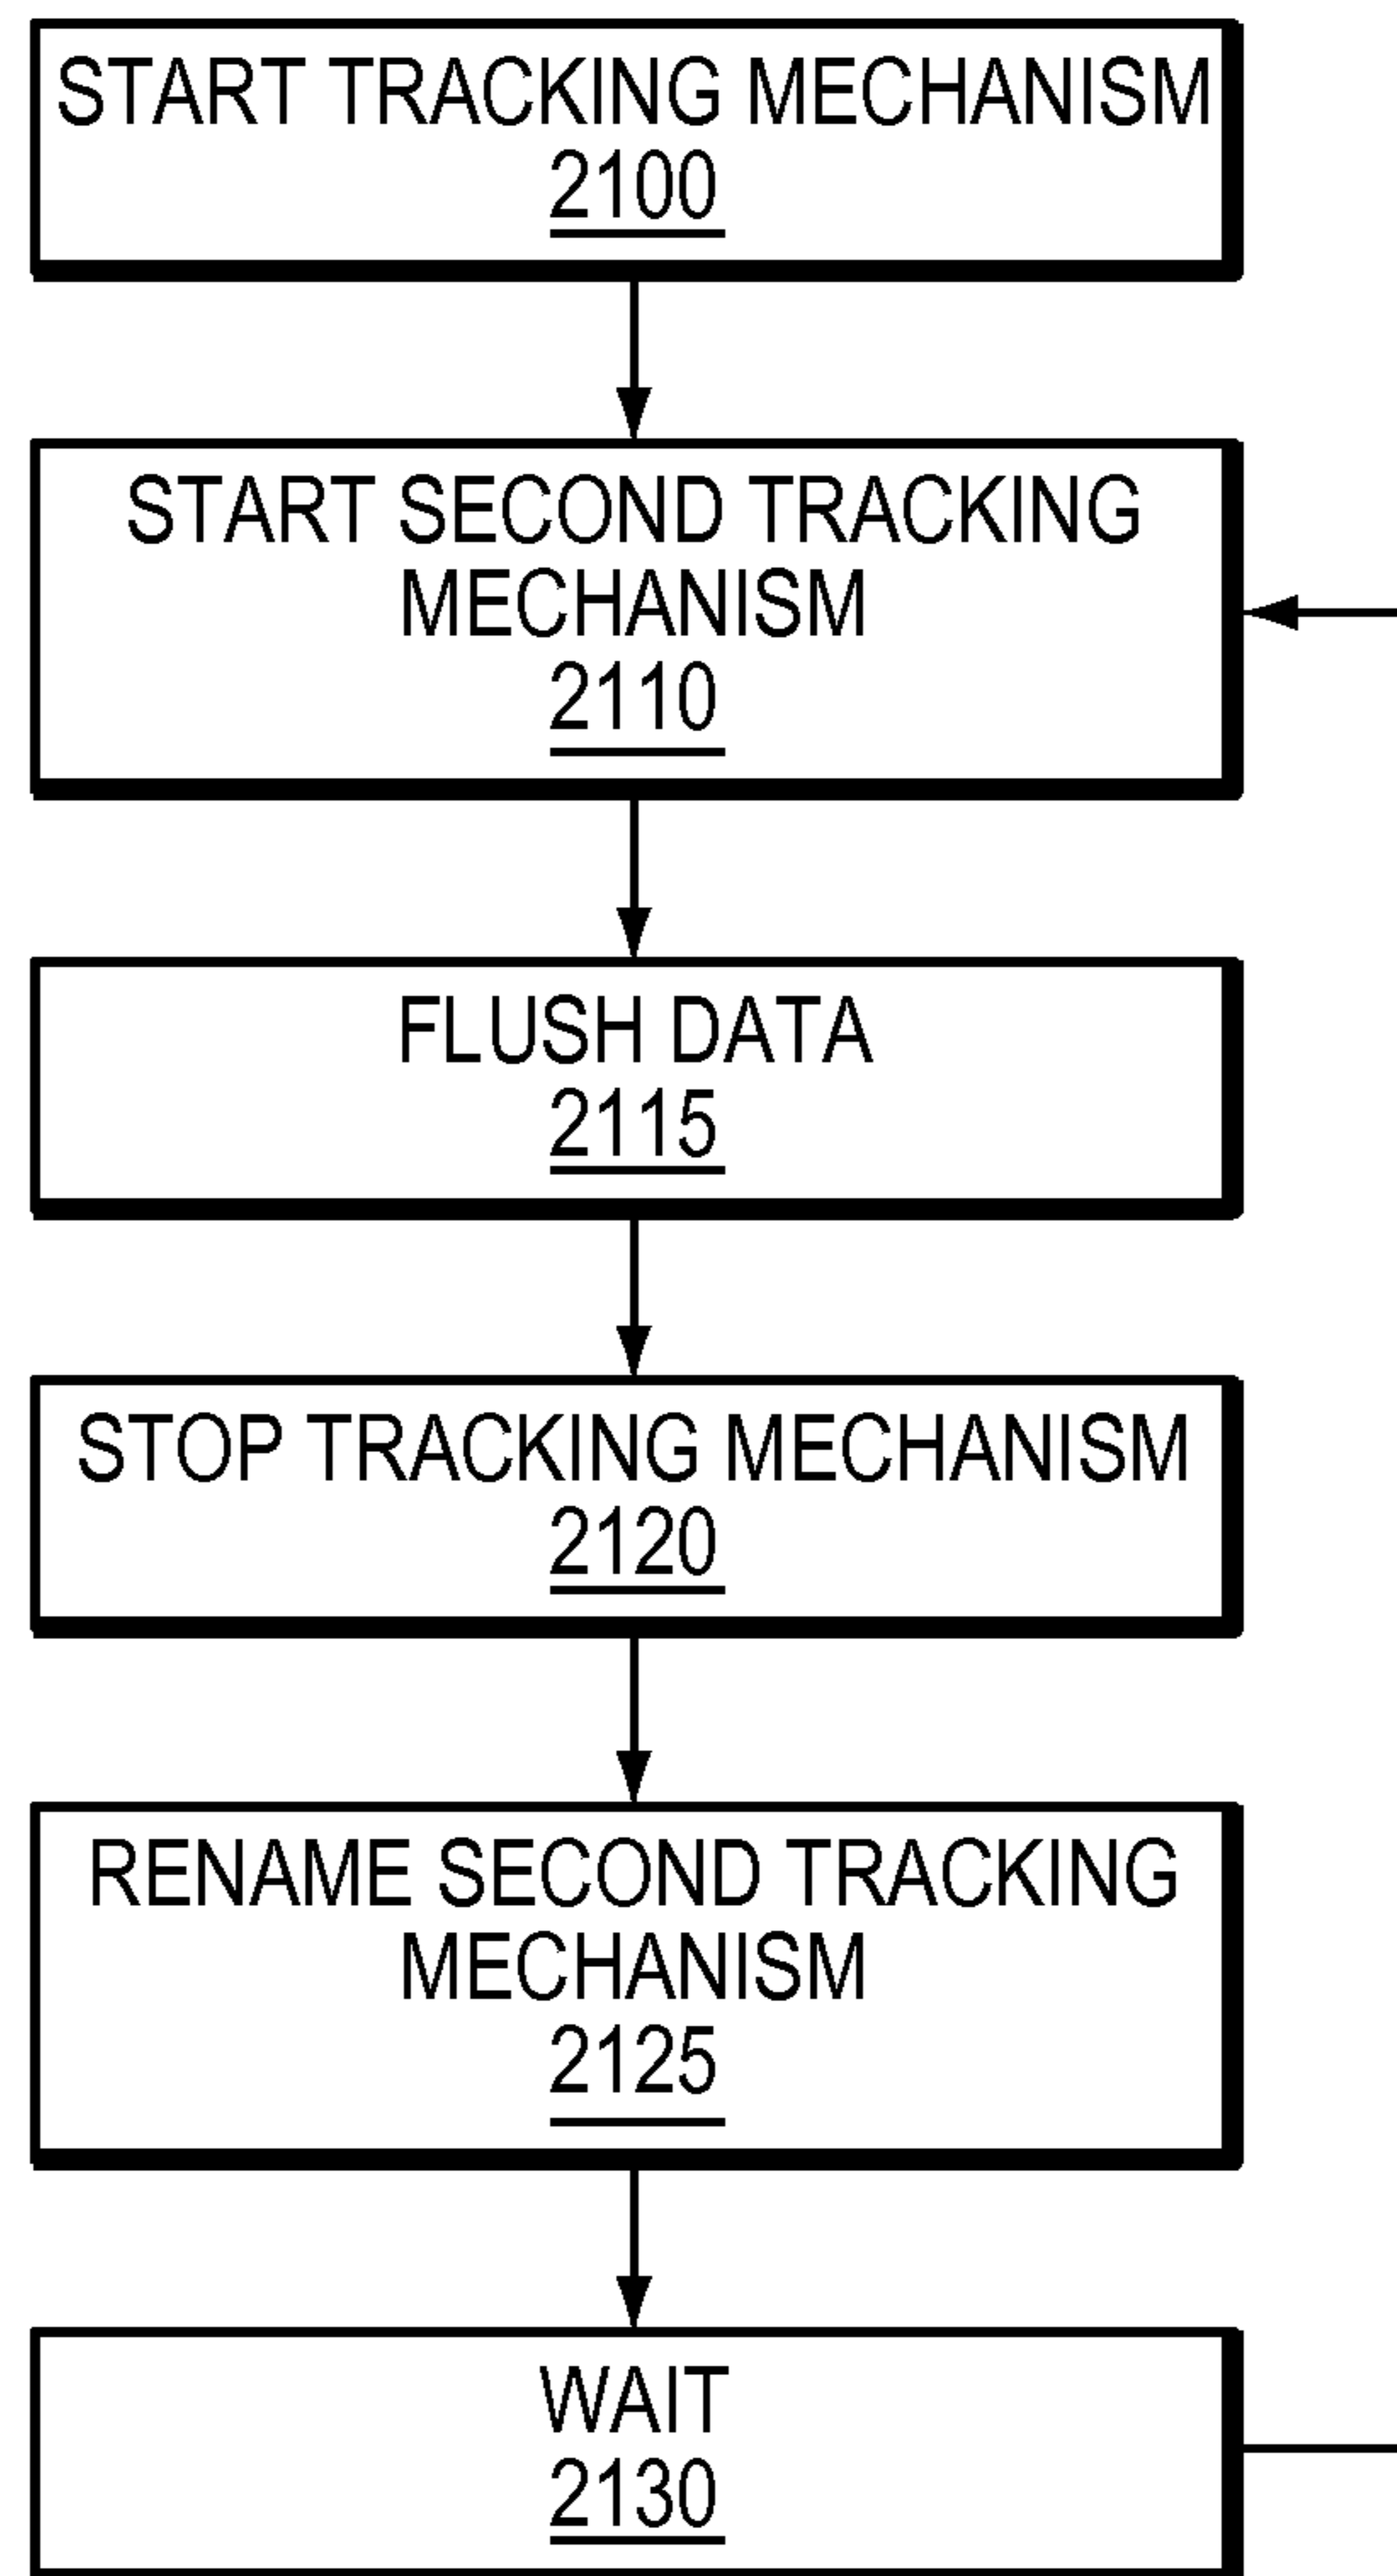 START TRACKING MECHANISM
2100
START SECOND TRACKING
MECHANISM
2110
FLUSH DATA
2115
STOP TRACKING MECHANISM
2120
RENAME SECOND TRACKING
MECHANISM
2125
WAIT
2130